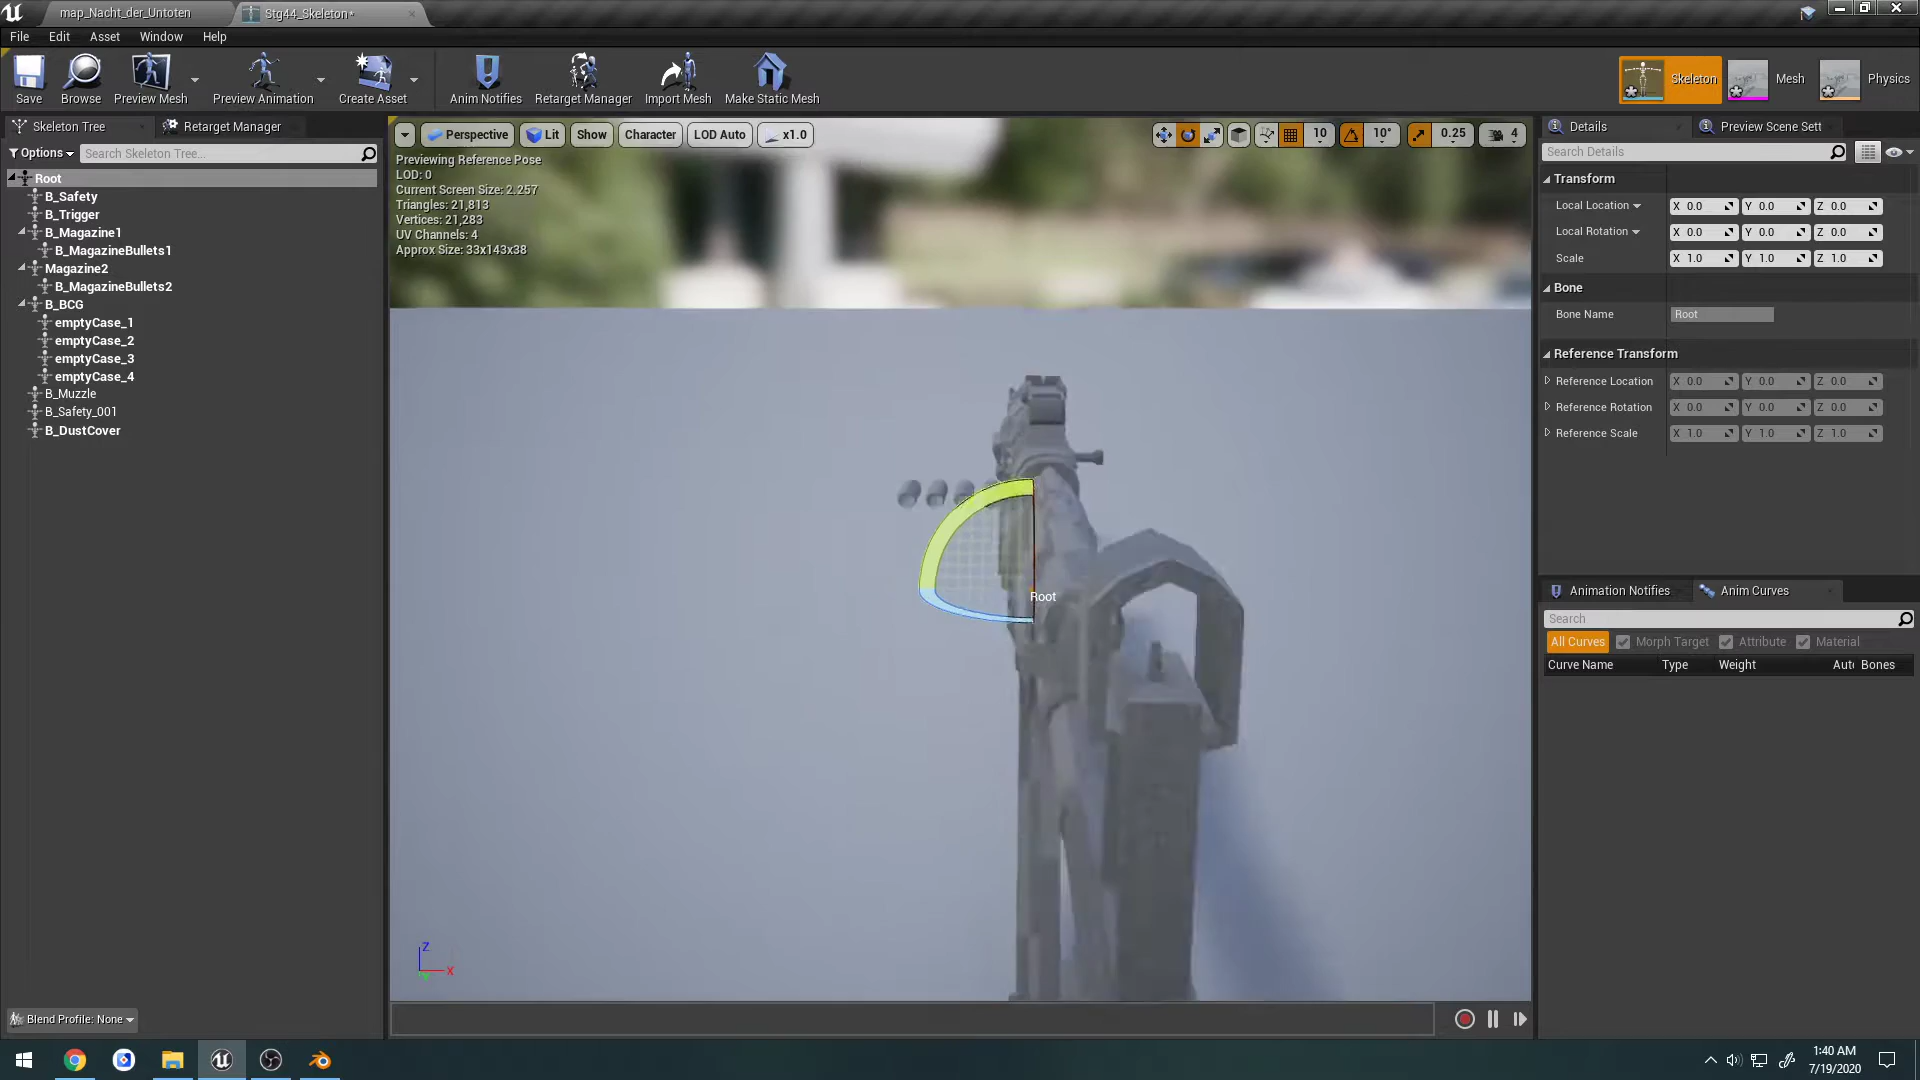 map_Nacht_der_Untoten
Stg44_Skeleton*
File Edit Asset Window Help
Save
Browse
Preview Mesh
Preview Animation
Create Asset
Anim Notifies
Retarget Manager
Import Mesh
Make Static Mesh
Skeleton
Mesh
Physics
Skeleton Tree
Retarget Manager
Options
Search Skeleton Tree...
Root
B_Safety
B_Trigger
B_Magazine1
B_MagazineBullets1
Magazine2
B_MagazineBullets2
B_BCG
emptyCase_1
emptyCase_2
emptyCase_3
emptyCase_4
B_Muzzle
B_Safety_001
B_DustCover
Blend Profile: None
Perspective Lit Show Character LOD Auto x1.0
10 10° 0.25 4
Previewing Reference Pose
LOD: 0
Current Screen Size: 2.257
Triangles: 21,813
Vertices: 21,283
UV Channels: 4
Approx Size: 33x143x38
Root
Z
X
Details
Preview Scene Sett
Search Details
Transform
Local Location X 0.0 Y 0.0 Z 0.0
Local Rotation X 0.0 Y 0.0 Z 0.0
Scale X 1.0 Y 1.0 Z 1.0
Bone
Bone Name Root
Reference Transform
Reference Location X 0.0 Y 0.0 Z 0.0
Reference Rotation X 0.0 Y 0.0 Z 0.0
Reference Scale X 1.0 Y 1.0 Z 1.0
Animation Notifies
Anim Curves
Search
All Curves Morph Target Attribute Material
Curve Name Type Weight Aut Bones
1:40 AM
7/19/2020